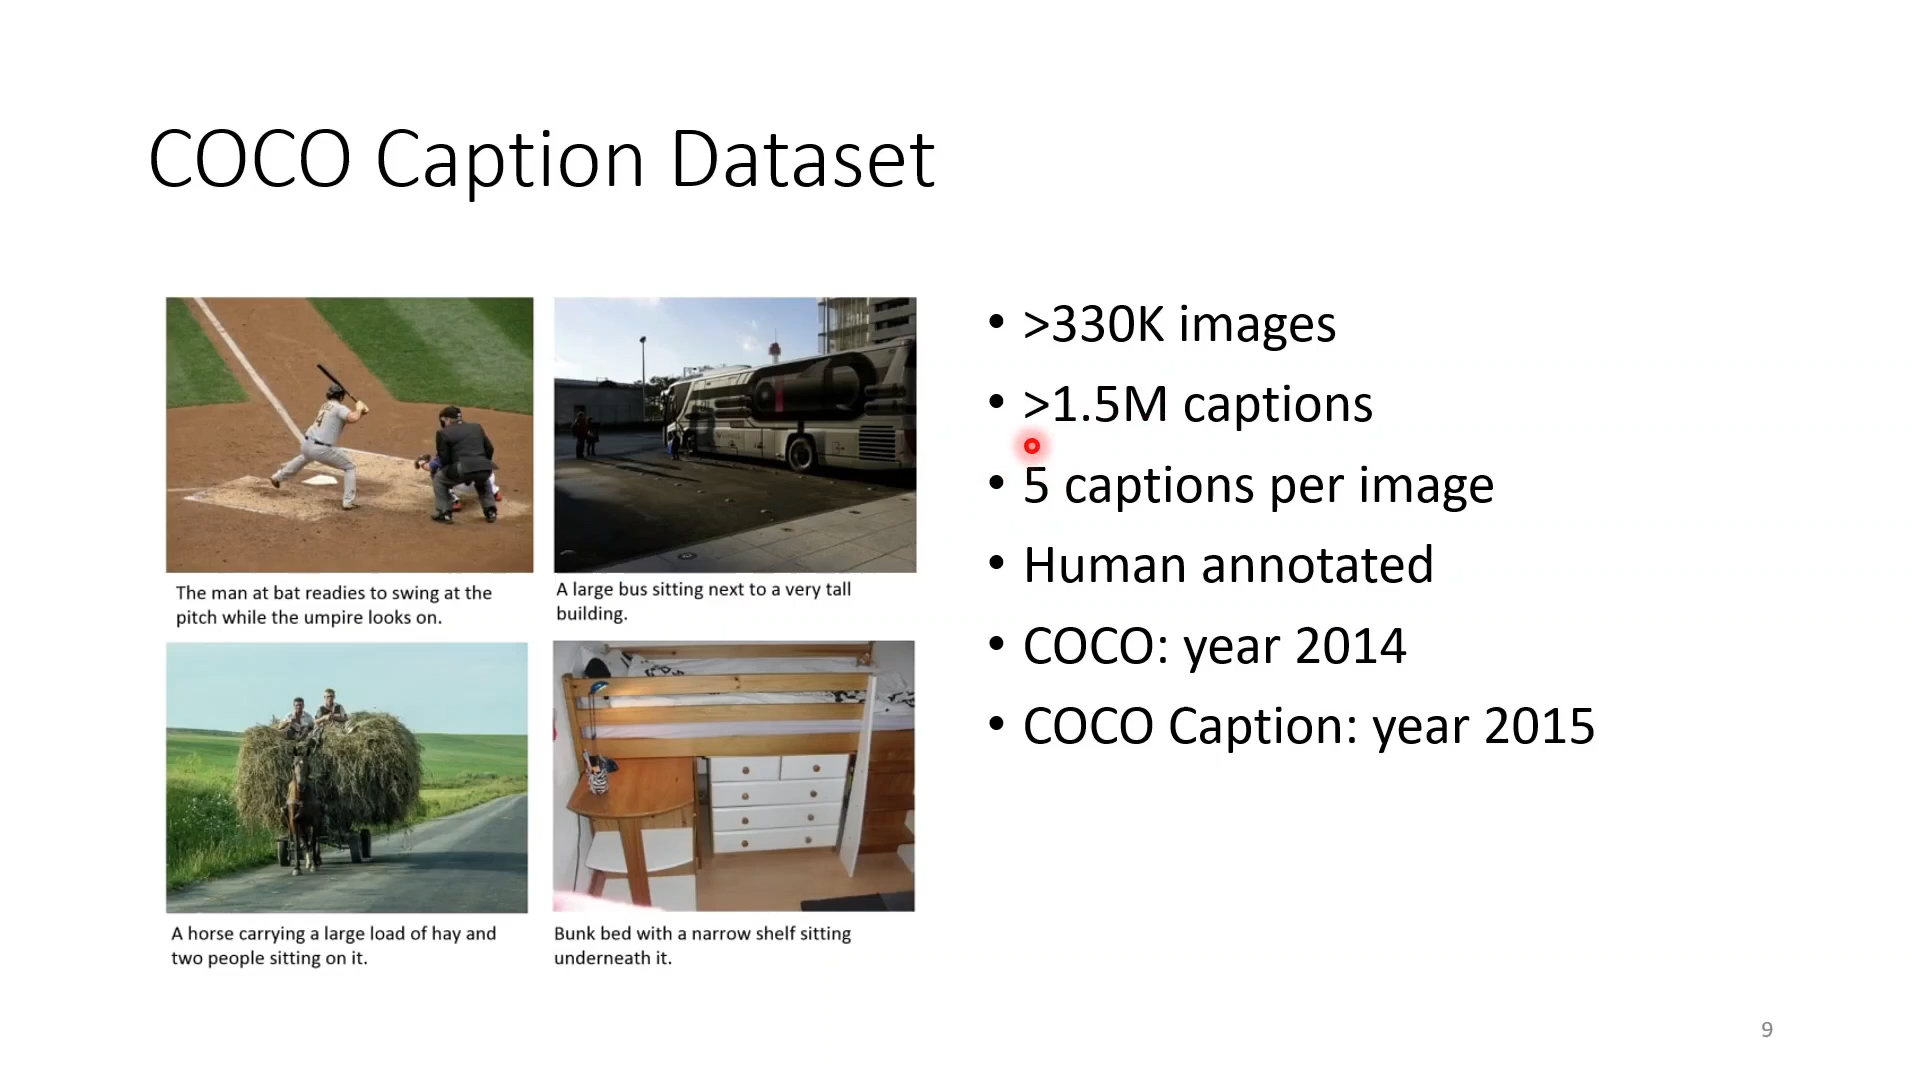 COCO Caption Dataset
The man at bat readies to swing at the
pitch while the umpire looks on.
A large bus sitting next to a very tall
building.
A horse carrying a large load of hay and
two people sitting on it.
Bunk bed with a narrow shelf sitting
underneath it.
• >330K images
• >1.5M captions
• 5 captions per image
• Human annotated
• COCO: year 2014
• COCO Caption: year 2015
9